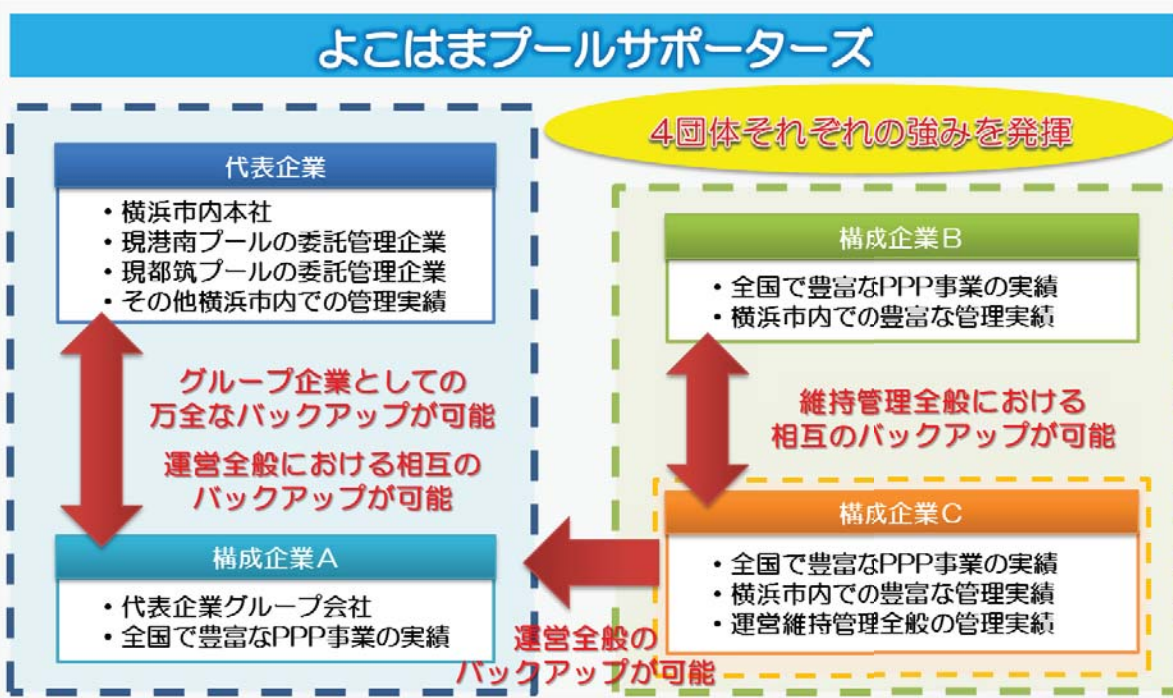 よこはまプールサポーターズ
4団体それぞれの強みを発揮
代表企業
・横浜市内本社
・現港南プールの委託管理企業
・現都筑プールの委託管理企業
・その他横浜市内での管理実績
グループ企業としての
万全なバックアップが可能
運営全般における相互の
バックアップが可能
構成企業A
・代表企業グループ会社
・全国で豊富なPPP事業の実績
構成企業B
・全国で豊富なPPP事業の実績
・横浜市内での豊富な管理実績
維持管理全般における
相互のバックアップが可能
構成企業C
・全国で豊富なPPP事業の実績
・横浜市内での豊富な管理実績
・運営維持管理全般の管理実績
運営全般の
バックアップが可能